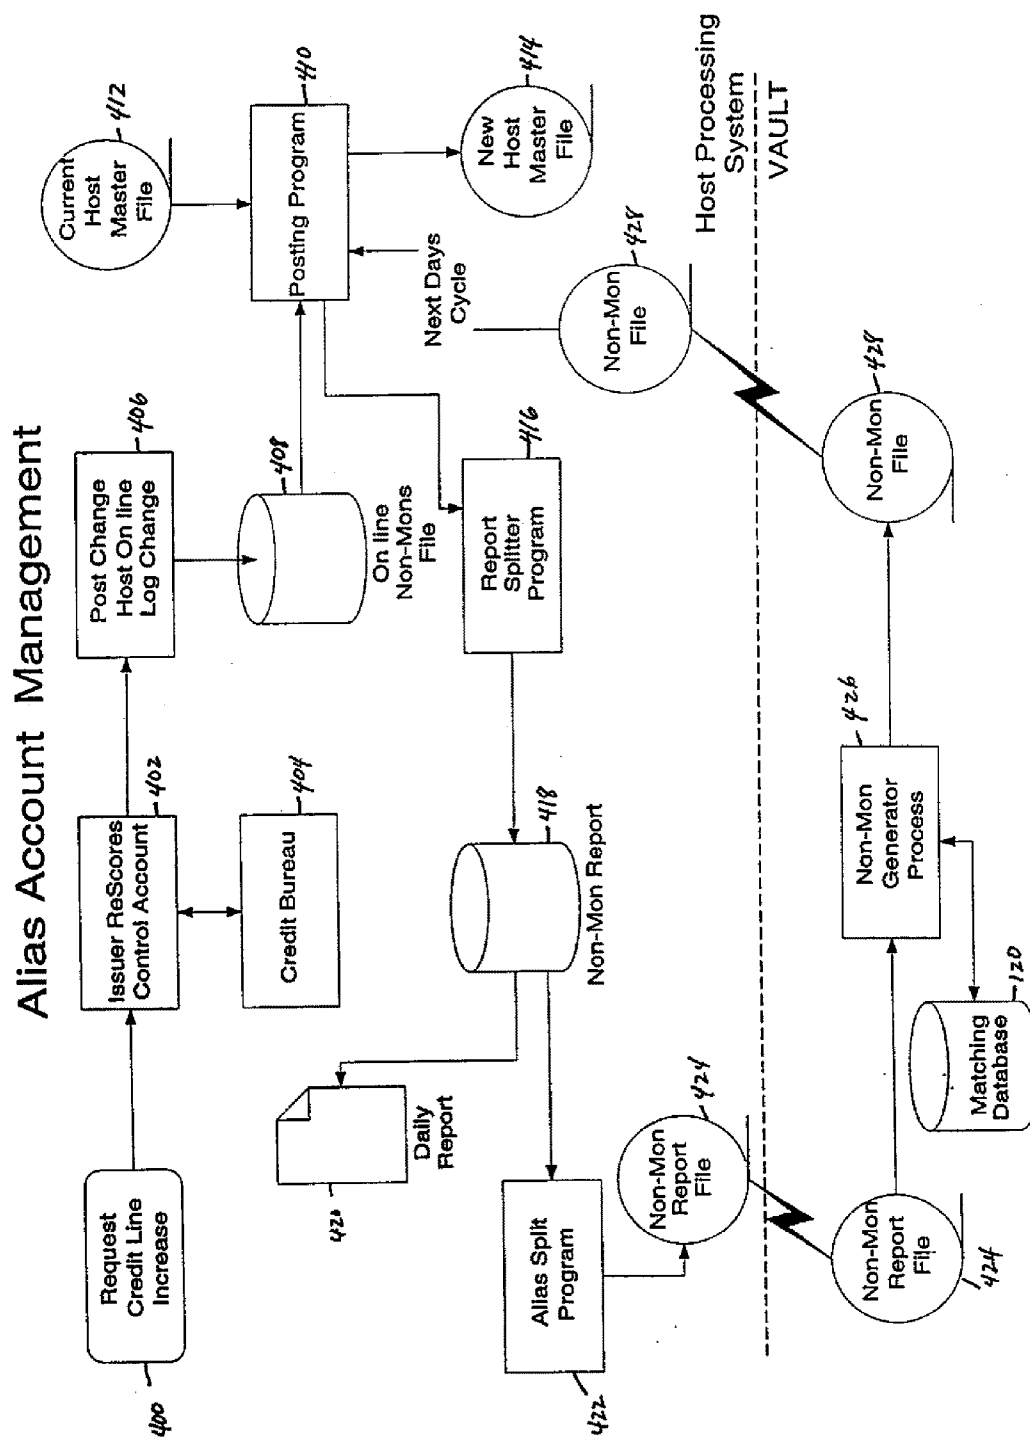 Alias Account Management
Request
Credit Line
Increase
400
Issuer ReScores
Control Account
402
Credit Bureau
404
Post Change
Host On line
Log Change
406
408
On line
Non-Mons
File
Current
Host
Master
File
412
Posting Program
410
Next Days
Cycle
New
Host
Master
File
414
Report
Splitter
Program
416
418
Non-Mon Report
Daily
Report
420
Alias Split
Program
422
Non-Mon
Report
File
424
Non-Mon
File
428
Host Processing
System
VAULT
Non-Mon
Report
File
424
Matching
Database
120
Non-Mon
Generator
Process
426
Non-Mon
File
428